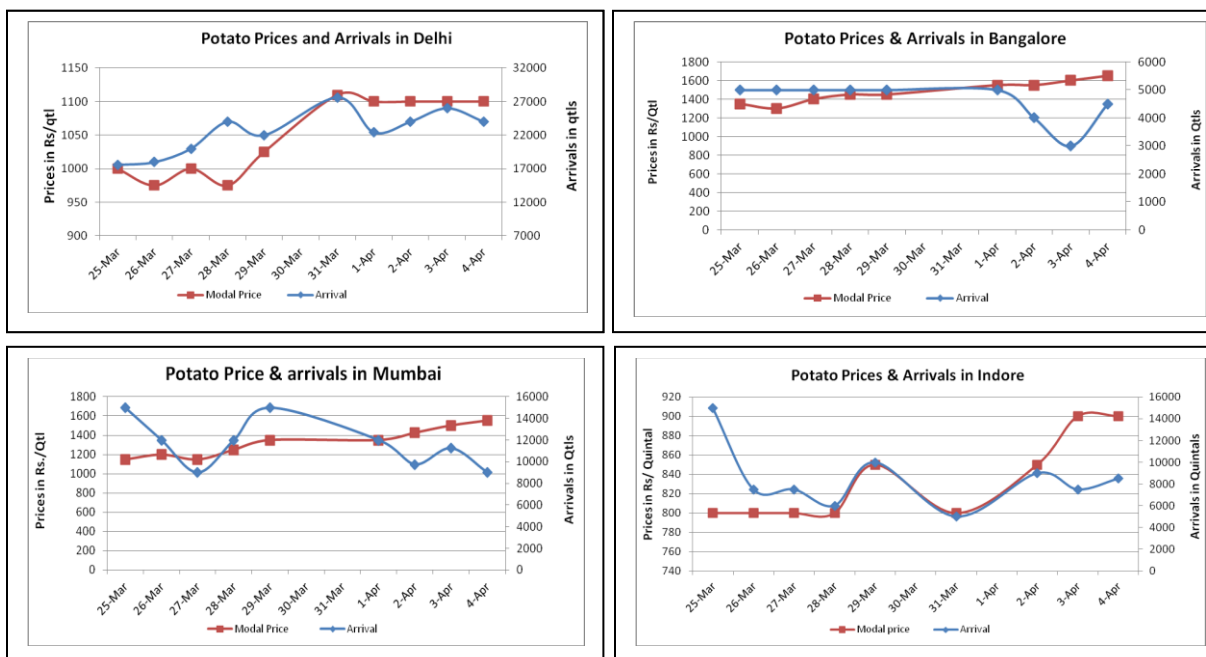 Potato Prices and Arrivals in Delhi
Prices in Rs/qtl
1150
1100
1050
1000
950
900
32000
27000
22000
17000
12000
7000
Arrivals in qtls
25-Mar
26-Mar
27-Mar
28-Mar
29-Mar
30-Mar
31-Mar
1-Apr
2-Apr
3-Apr
4-Apr
Modal Price
Arrival
Potato Prices & Arrivals in Bangalore
Prices in Rs/Qtl
1800
1600
1400
1200
1000
800
600
400
200
0
6000
5000
4000
3000
2000
1000
0
Arrivals in Qtls
25-Mar
26-Mar
27-Mar
28-Mar
29-Mar
30-Mar
31-Mar
1-Apr
2-Apr
3-Apr
4-Apr
Modal Price
Arrival
Potato Price & arrivals in Mumbai
Prices in Rs./Qtl
1800
1600
1400
1200
1000
800
600
400
200
0
16000
14000
12000
10000
8000
6000
4000
2000
0
Arrivals in Qtls
25-Mar
26-Mar
27-Mar
28-Mar
29-Mar
30-Mar
31-Mar
1-Apr
2-Apr
3-Apr
4-Apr
Modal Price
Arrival
Potato Prices & Arrivals in Indore
Prices in Rs/ Quintal
920
900
880
860
840
820
800
780
760
740
16000
14000
12000
10000
8000
6000
4000
2000
0
Arrivals in Quintals
25-Mar
26-Mar
27-Mar
28-Mar
29-Mar
30-Mar
31-Mar
1-Apr
2-Apr
3-Apr
4-Apr
Modal price
Arrival